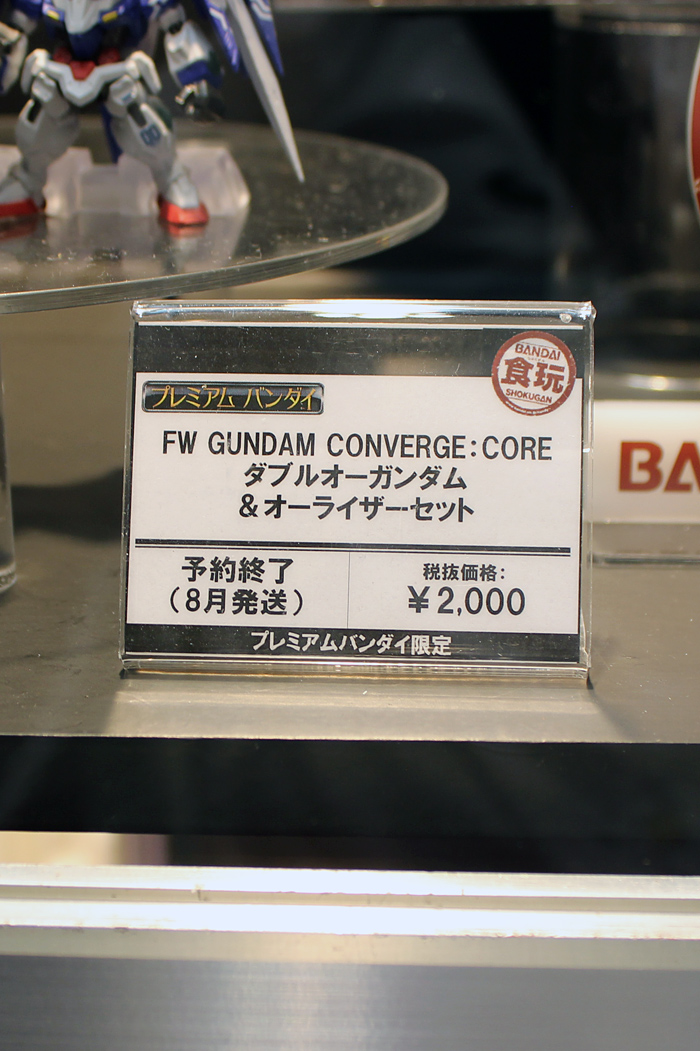 BANDAI
食玩
SHOKUGAN
プレミアム バンダイ
FW GUNDAM CONVERGE:CORE
ダブルオーガンダム
＆オーライザーセット
予約終了
（8月発送）
税抜価格：
￥2,000
プレミアムバンダイ限定
BA
00